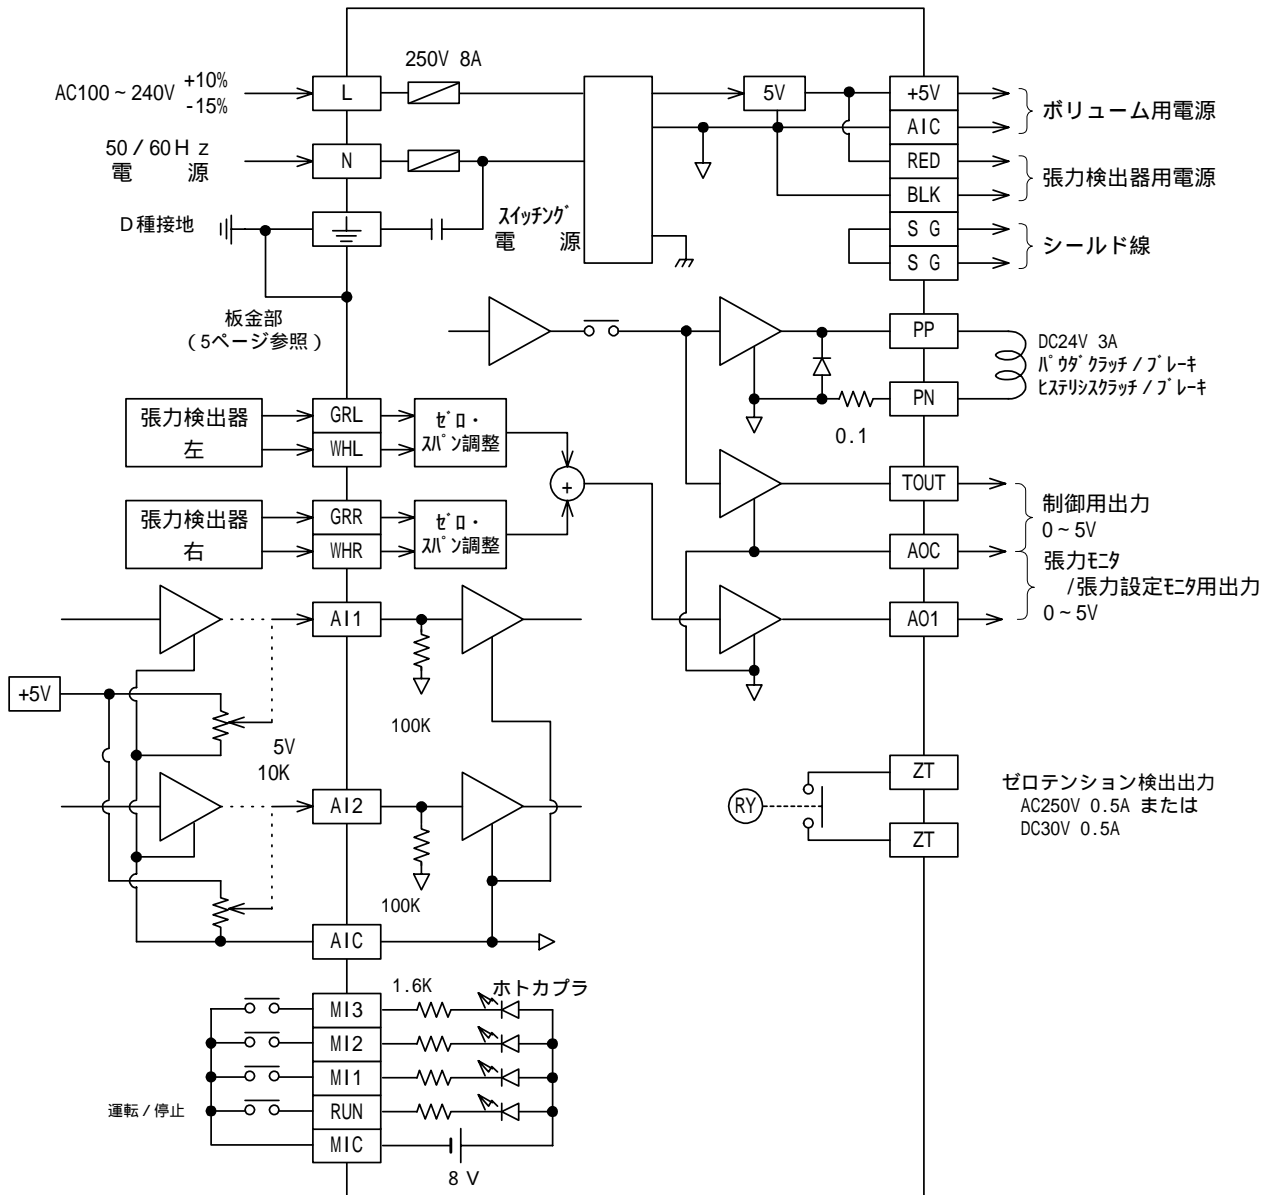 250V 8A
AC100~240V +10%
-15%
L
5V
+5V
ボリューム用電源
AIC
50/60Hz
電 源
N
RED
張力検出器用電源
BLK
D種接地
スイッチング
電 源
S G
シールド線
S G
板金部
(5ページ参照)
PP
DC24V 3A
パウダクラッチ/ブレーキ
ヒステリシスクラッチ/ブレーキ
PN
0.1
張力検出器
左
GRL
WHL
ゼロ・
スパン調整
+
TOUT
制御用出力
0~5V
張力検出器
右
GRR
WHR
ゼロ・
スパン調整
AOC
張力モニタ
/張力設定モニタ用出力
0~5V
AI1
AO1
+5V
100K
5V
10K
ZT
ゼロテンション検出出力
AC250V 0.5A または
DC30V 0.5A
AI2
RY
ZT
100K
AIC
1.6K
ホトカプラ
MI3
MI2
MI1
運転/停止
RUN
MIC
8 V